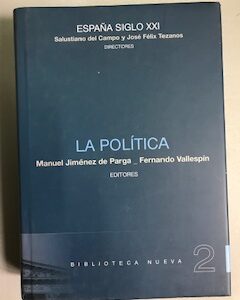 ESPAÑA SIGLO XXI
Salustiano del Campo y José Félix Tezanos
DIRECTORES
LA POLÍTICA
Manuel Jiménez de Parga _ Fernando Vallespín
EDITORES
BIBLIOTECA NUEVA
2